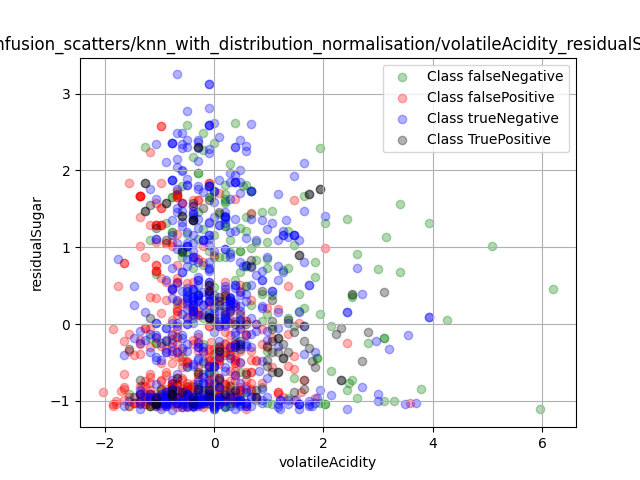 nfusion_scatters/knn_with_distribution_normalisation/volatileAcidity_residualS
Class falseNegative
Class falsePositive
Class trueNegative
Class TruePositive
3
2
1
0
−1
residualSugar
−2
0
2
4
6
volatileAcidity